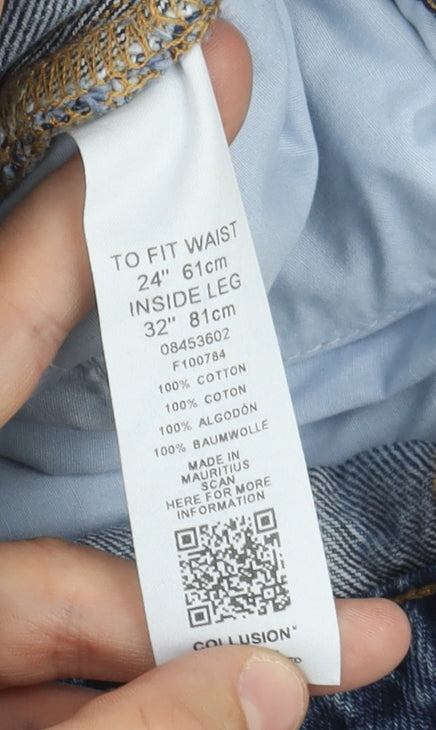 TO FIT WAIST
24" 61cm
INSIDE LEG
32" 81cm
08453602
F100784
100% COTTON
100% COTON
100% ALGODÓN
100% BAUMWOLLE
MADE IN
MAURITIUS
SCAN
HERE FOR MORE
INFORMATION
COLLUSION™